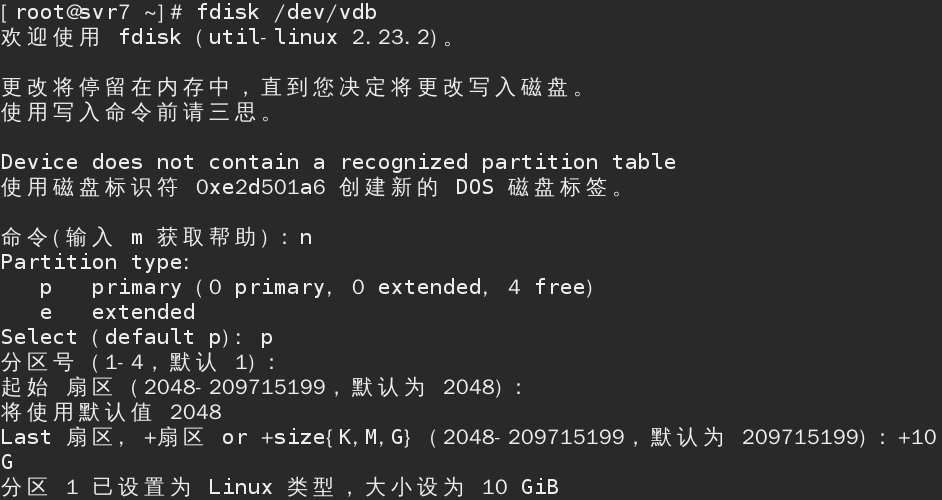 [root@svr7 ~]# fdisk /dev/vdb
欢迎使用 fdisk (util-linux 2.23.2)。
更改将停留在内存中，直到您决定将更改写入磁盘。
使用写入命令前请三思。
Device does not contain a recognized partition table
使用磁盘标识符 0xe2d501a6 创建新的 DOS 磁盘标签。
命令(输入 m 获取帮助)：n
Partition type:
   p   primary (0 primary, 0 extended, 4 free)
   e   extended
Select (default p): p
分区号 (1-4，默认 1)：
起始 扇区 (2048-209715199，默认为 2048)：
将使用默认值 2048
Last 扇区, +扇区 or +size{K,M,G} (2048-209715199，默认为 209715199)：+10
G
分区 1 已设置为 Linux 类型，大小设为 10 GiB